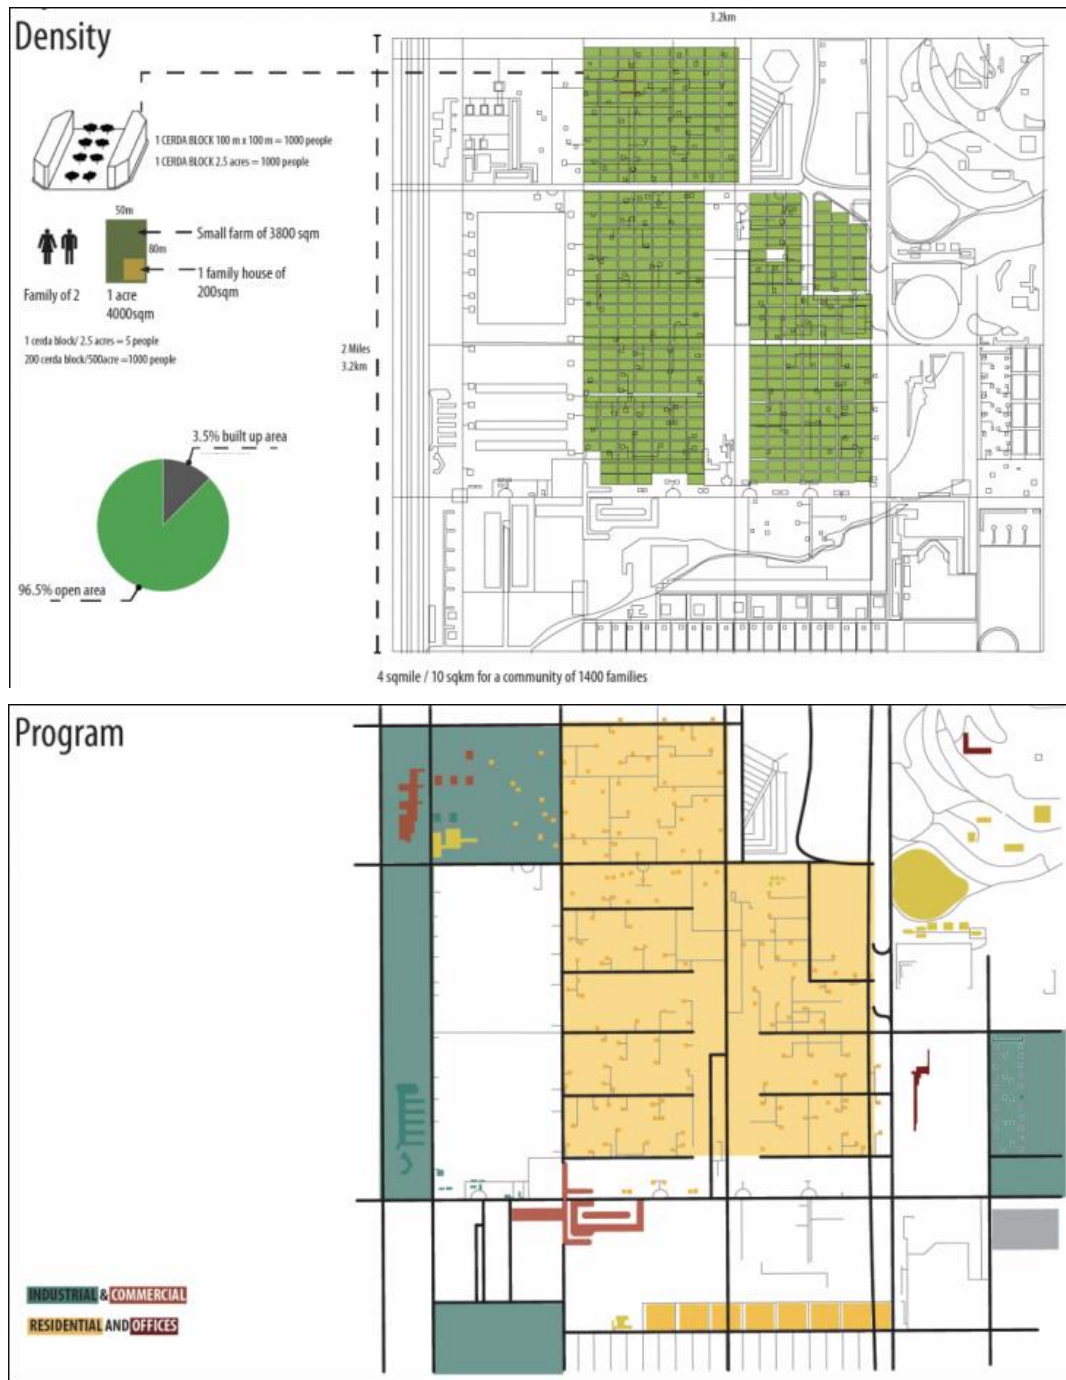 3.2km
Density
1 CERDA BLOCK 100 m x 100 m = 1000 people
1 CERDA BLOCK 2.5 acres = 1000 people
50m
80m
Small farm of 3800 sqm
1 family house of
200sqm
Family of 2
1 acre
4000sqm
1 cerda block/ 2.5 acres = 5 people
200 cerda block/500acre =1000 people
2 Miles
3.2km
3.5% built up area
96.5% open area
4 sqmile / 10 sqkm for a community of 1400 families
Program
INDUSTRIAL & COMMERCIAL
RESIDENTIAL AND OFFICES